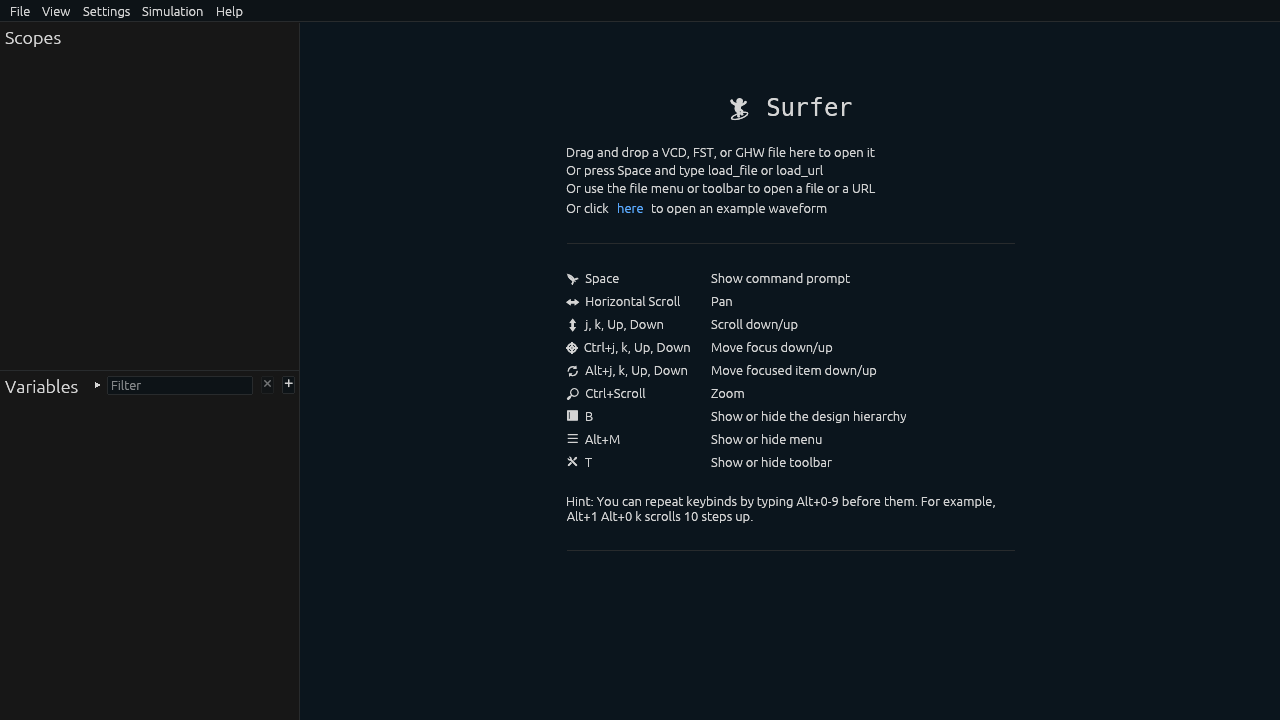 File View Settings Simulation Help
Scopes
Surfer
Drag and drop a VCD, FST, or GHW file here to open it
Or press Space and type load_file or load_url
Or use the file menu or toolbar to open a file or a URL
Or click here to open an example waveform
Space Show command prompt
Horizontal Scroll Pan
j, k, Up, Down Scroll down/up
Ctrl+j, k, Up, Down Move focus down/up
Alt+j, k, Up, Down Move focused item down/up
Ctrl+Scroll Zoom
B Show or hide the design hierarchy
Alt+M Show or hide menu
T Show or hide toolbar
Hint: You can repeat keybinds by typing Alt+0-9 before them. For example,
Alt+1 Alt+0 k scrolls 10 steps up.
Variables Filter